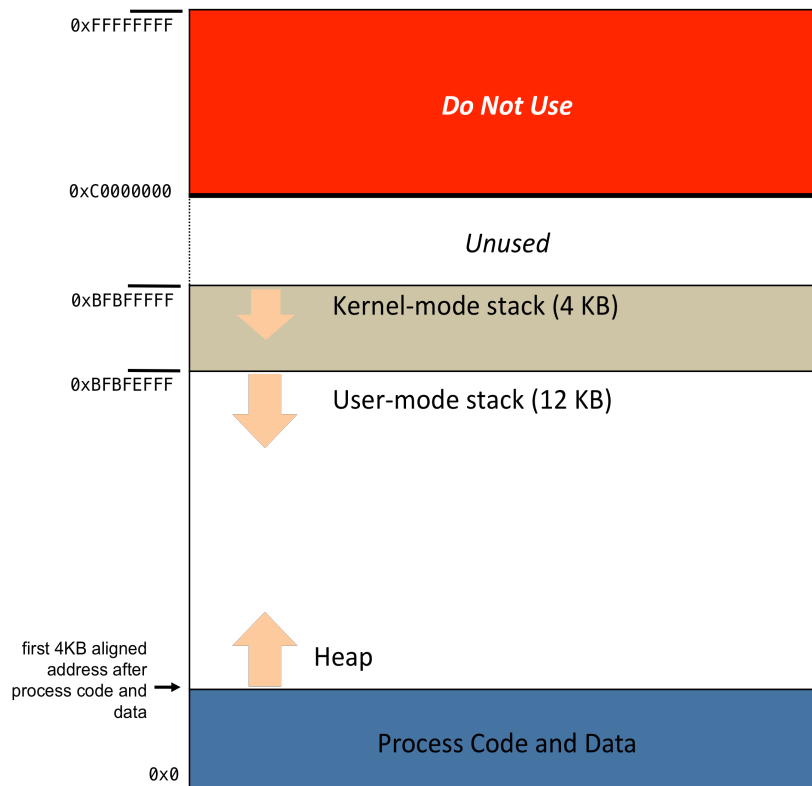 0xFFFFFFFF
Do Not Use
0xC0000000
Unused
0xBFBFFFFF
Kernel-mode stack (4 KB)
0xBFBFEFFF
User-mode stack (12 KB)
first 4KB aligned
address after
process code and
data
Heap
Process Code and Data
0x0